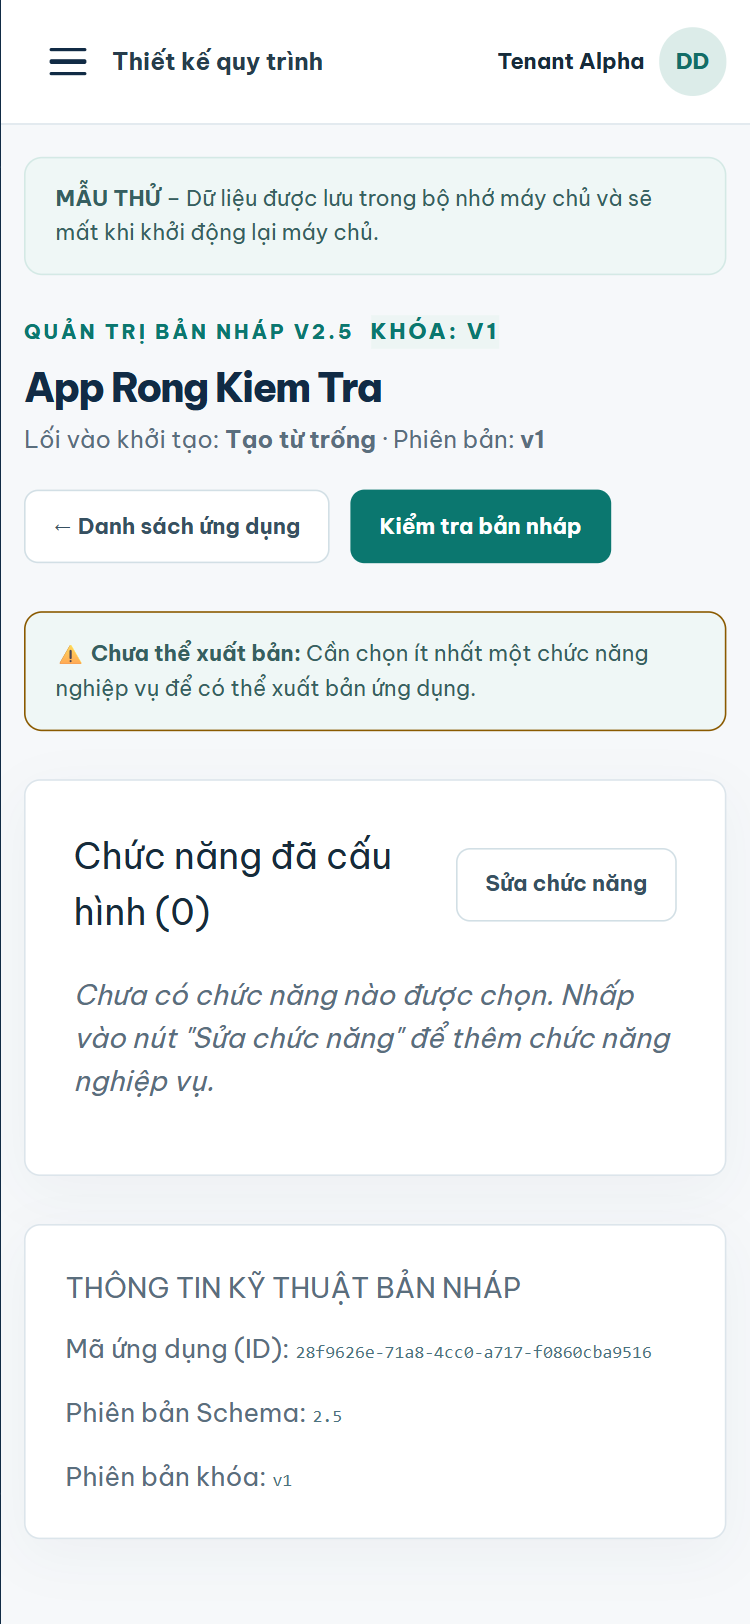 Thiết kế quy trình
Tenant Alpha
DD
MẪU THỬ – Dữ liệu được lưu trong bộ nhớ máy chủ và sẽ
mất khi khởi động lại máy chủ.
QUẢN TRỊ BẢN NHÁP V2.5 KHÓA: V1
App Rong Kiem Tra
Lối vào khởi tạo: Tạo từ trống · Phiên bản: v1
← Danh sách ứng dụng
Kiểm tra bản nháp
⚠️ Chưa thể xuất bản: Cần chọn ít nhất một chức năng
nghiệp vụ để có thể xuất bản ứng dụng.
Chức năng đã cấu
hình (0)
Sửa chức năng
Chưa có chức năng nào được chọn. Nhấp
vào nút "Sửa chức năng" để thêm chức năng
nghiệp vụ.
THÔNG TIN KỸ THUẬT BẢN NHÁP
Mã ứng dụng (ID): 28f9626e-71a8-4cc0-a717-f0860cba9516
Phiên bản Schema: 2.5
Phiên bản khóa: v1